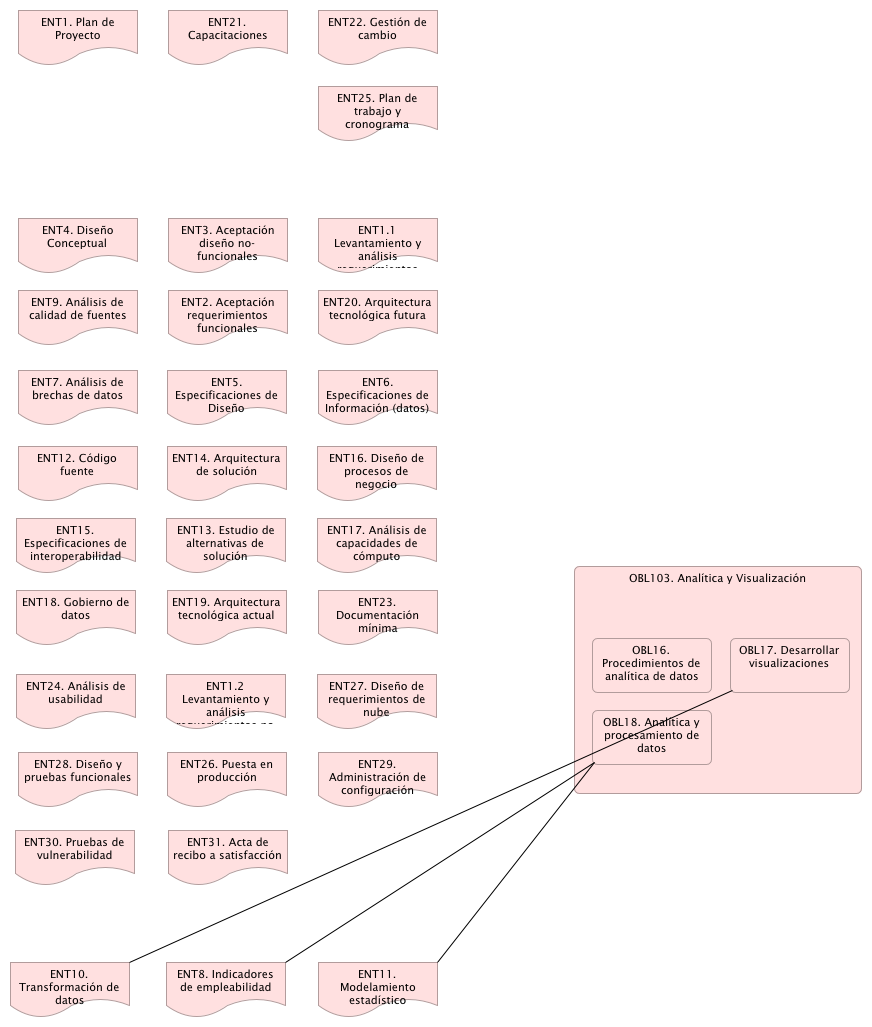 ENT1. Plan de
Proyecto
ENT21.
Capacitaciones
ENT22. Gestión de
cambio
ENT25. Plan de
trabajo y
cronograma
ENT4. Diseño
Conceptual
ENT3. Aceptación
diseño no-
funcionales
ENT1.1
Levantamiento y
análisis
ENT9. Análisis de
calidad de fuentes
ENT2. Aceptación
requerimientos
funcionales
ENT20. Arquitectura
tecnológica futura
ENT7. Análisis de
brechas de datos
ENT5.
Especificaciones de
Diseño
ENT6.
Especificaciones de
Información (datos)
ENT12. Código
fuente
ENT14. Arquitectura
de solución
ENT16. Diseño de
procesos de
negocio
ENT15.
Especificaciones de
interoperabilidad
ENT13. Estudio de
alternativas de
solución
ENT17. Análisis de
capacidades de
cómputo
OBL103. Analítica y Visualización
ENT18. Gobierno de
datos
ENT19. Arquitectura
tecnológica actual
ENT23.
Documentación
mínima
OBL16.
Procedimientos de
analítica de datos
OBL17. Desarrollar
visualizaciones
ENT24. Análisis de
usabilidad
ENT1.2
Levantamiento y
análisis
ENT27. Diseño de
requerimientos de
nube
OBL18. Analítica y
procesamiento de
datos
ENT28. Diseño y
pruebas funcionales
ENT26. Puesta en
producción
ENT29.
Administración de
configuración
ENT30. Pruebas de
vulnerabilidad
ENT31. Acta de
recibo a satisfacción
ENT10.
Transformación de
datos
ENT8. Indicadores
de empleabilidad
ENT11.
Modelamiento
estadístico